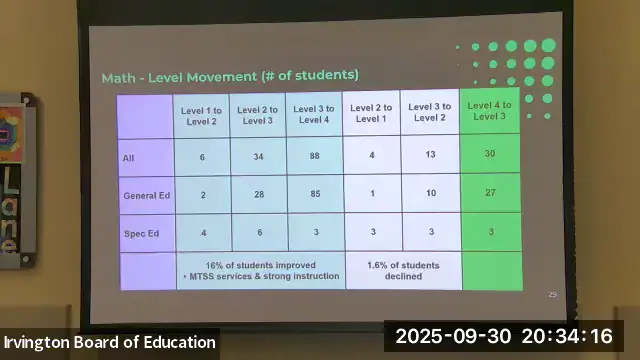 Math - Level Movement (# of students)
Level 1 to Level 2 Level 2 to Level 3 Level 3 to Level 4 Level 2 to Level 1 Level 3 to Level 2 Level 4 to Level 3
All 6 34 88 4 13 30
General Ed 2 28 85 1 10 27
Spec Ed 4 6 3 3 3 3
16% of students improved
+ MTSS services & strong instruction
1.6% of students
declined
29
Lane
Irvington Board of Education
2025-09-30 20:34:16